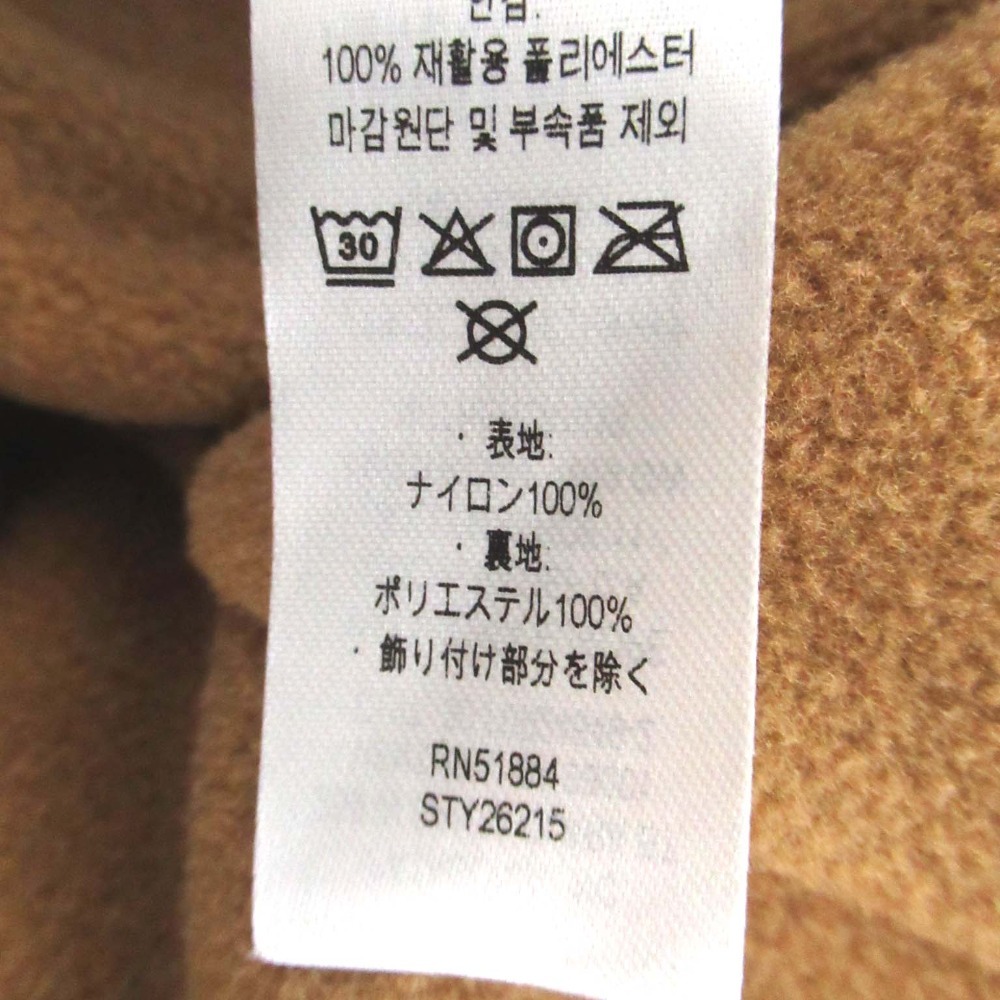 안감:
100% 재활용 폴리에스터
마감원단 및 부속품 제외
30
· 表地:
ナイロン100%
· 裏地:
ポリエステル100%
· 飾り付け部分を除く
RN51884
STY26215